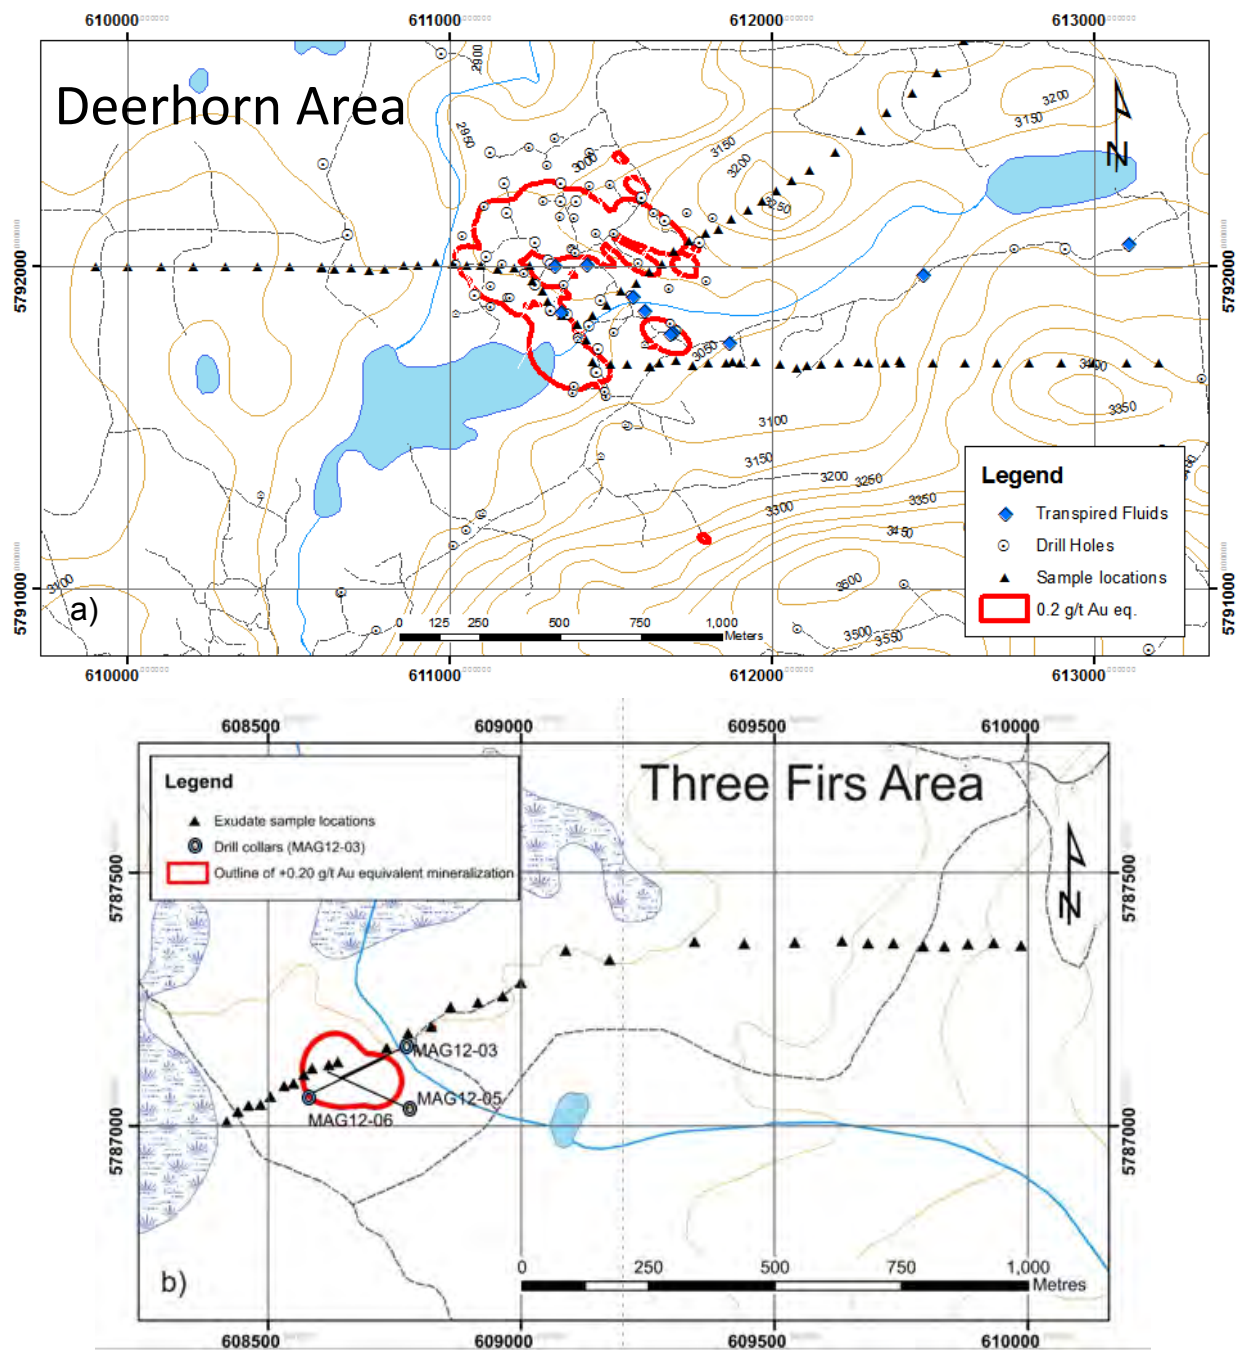 610000 611000 612000 613000
Deerhorn Area
2900
2950
3000
3150
3200
3250
3200
3150
5792000
5792000
3050
3400
3350
3100
3150
3200
3250
3300
3350
3450
3500
3500
3550
3100
5791000
5791000
Legend
Transpired Fluids
Drill Holes
Sample locations
0.2 g/t Au eq.
a)
0 125 250 500 750 1,000
Meters
610000 611000 612000 613000
608500 609000 609500 610000
Three Firs Area
Legend
Exudate sample locations
Drill collars (MAG12-03)
Outline of +0.20 g/t Au equivalent mineralization
5787500
5787500
MAG12-03
MAG12-05
MAG12-06
5787000
5787000
b)
0 250 500 750 1,000
Metres
608500 609000 609500 610000
N
N